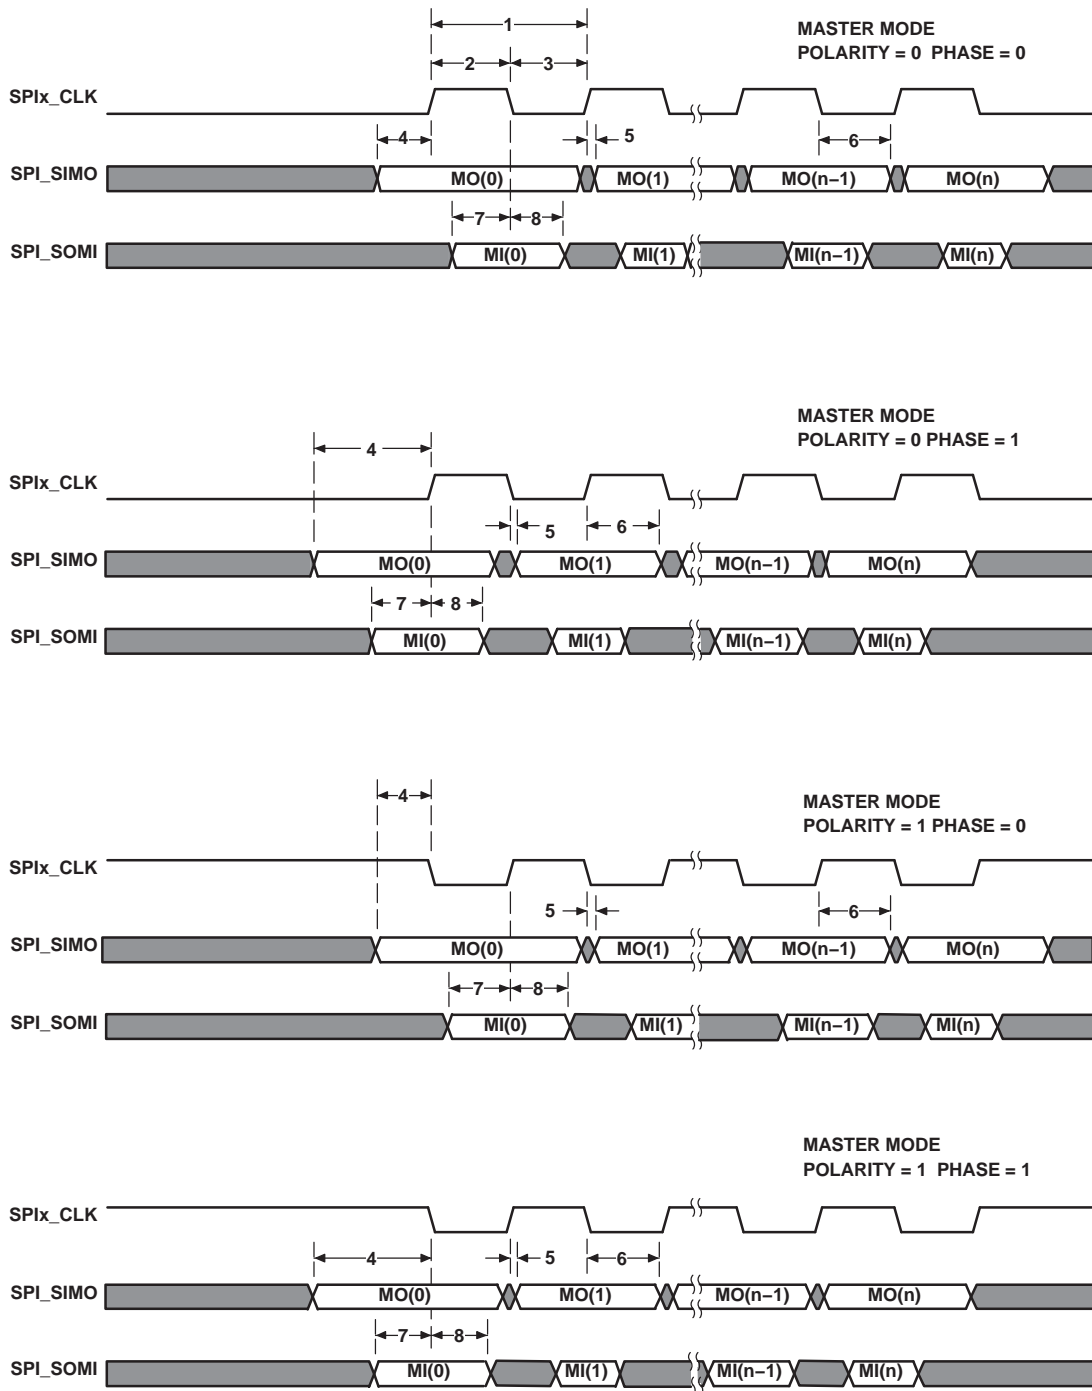 1
MASTER MODE
POLARITY = 0 PHASE = 0
2 3
SPIx_CLK
4 5 6
SPI_SIMO MO(0) MO(1) MO(n−1) MO(n)
7 8
SPI_SOMI MI(0) MI(1) MI(n−1) MI(n)
MASTER MODE
POLARITY = 0 PHASE = 1
4
SPIx_CLK
5 6
SPI_SIMO MO(0) MO(1) MO(n−1) MO(n)
7 8
SPI_SOMI MI(0) MI(1) MI(n−1) MI(n)
4
MASTER MODE
POLARITY = 1 PHASE = 0
SPIx_CLK
5 6
SPI_SIMO MO(0) MO(1) MO(n−1) MO(n)
7 8
SPI_SOMI MI(0) MI(1) MI(n−1) MI(n)
MASTER MODE
POLARITY = 1 PHASE = 1
SPIx_CLK
4 5 6
SPI_SIMO MO(0) MO(1) MO(n−1) MO(n)
7 8
SPI_SOMI MI(0) MI(1) MI(n−1) MI(n)